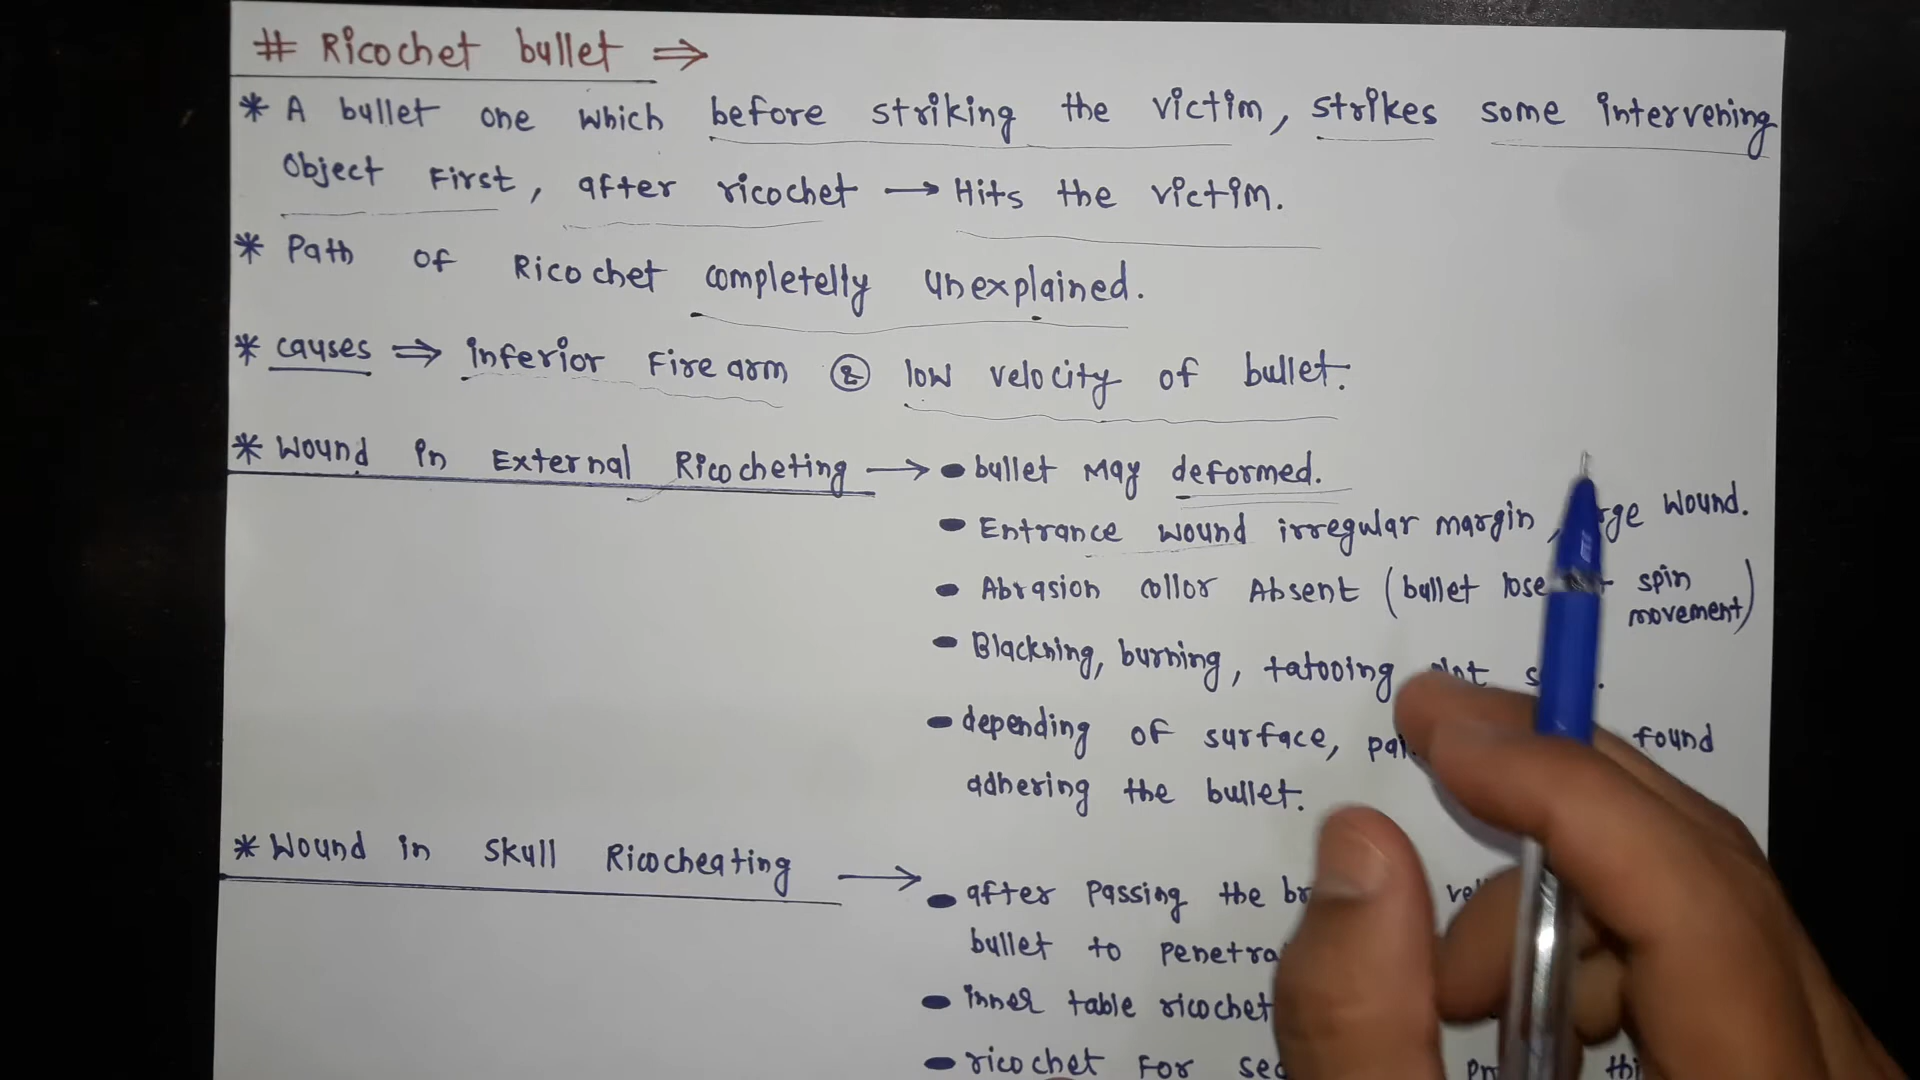 # Ricochet bullet ⇒
* A bullet one which before striking the victim, strikes some intervening
object first, after ricochet → Hits the victim.
* Path of Ricochet completelly unexplained.
* causes ⇒ inferior Fire arm & low velocity of bullet.
* Wound in External Ricocheting → • bullet may deformed.
• Entrance wound irregular margin, wound.
• Abrasion collor Absent (bullet lose spin
movement)
• Blackning, burning, tatooing
• depending of surface, found
adhering the bullet.
* Wound in skull Ricocheating →
• after passing the
bullet to
• inner table ricochet
• ricochet for